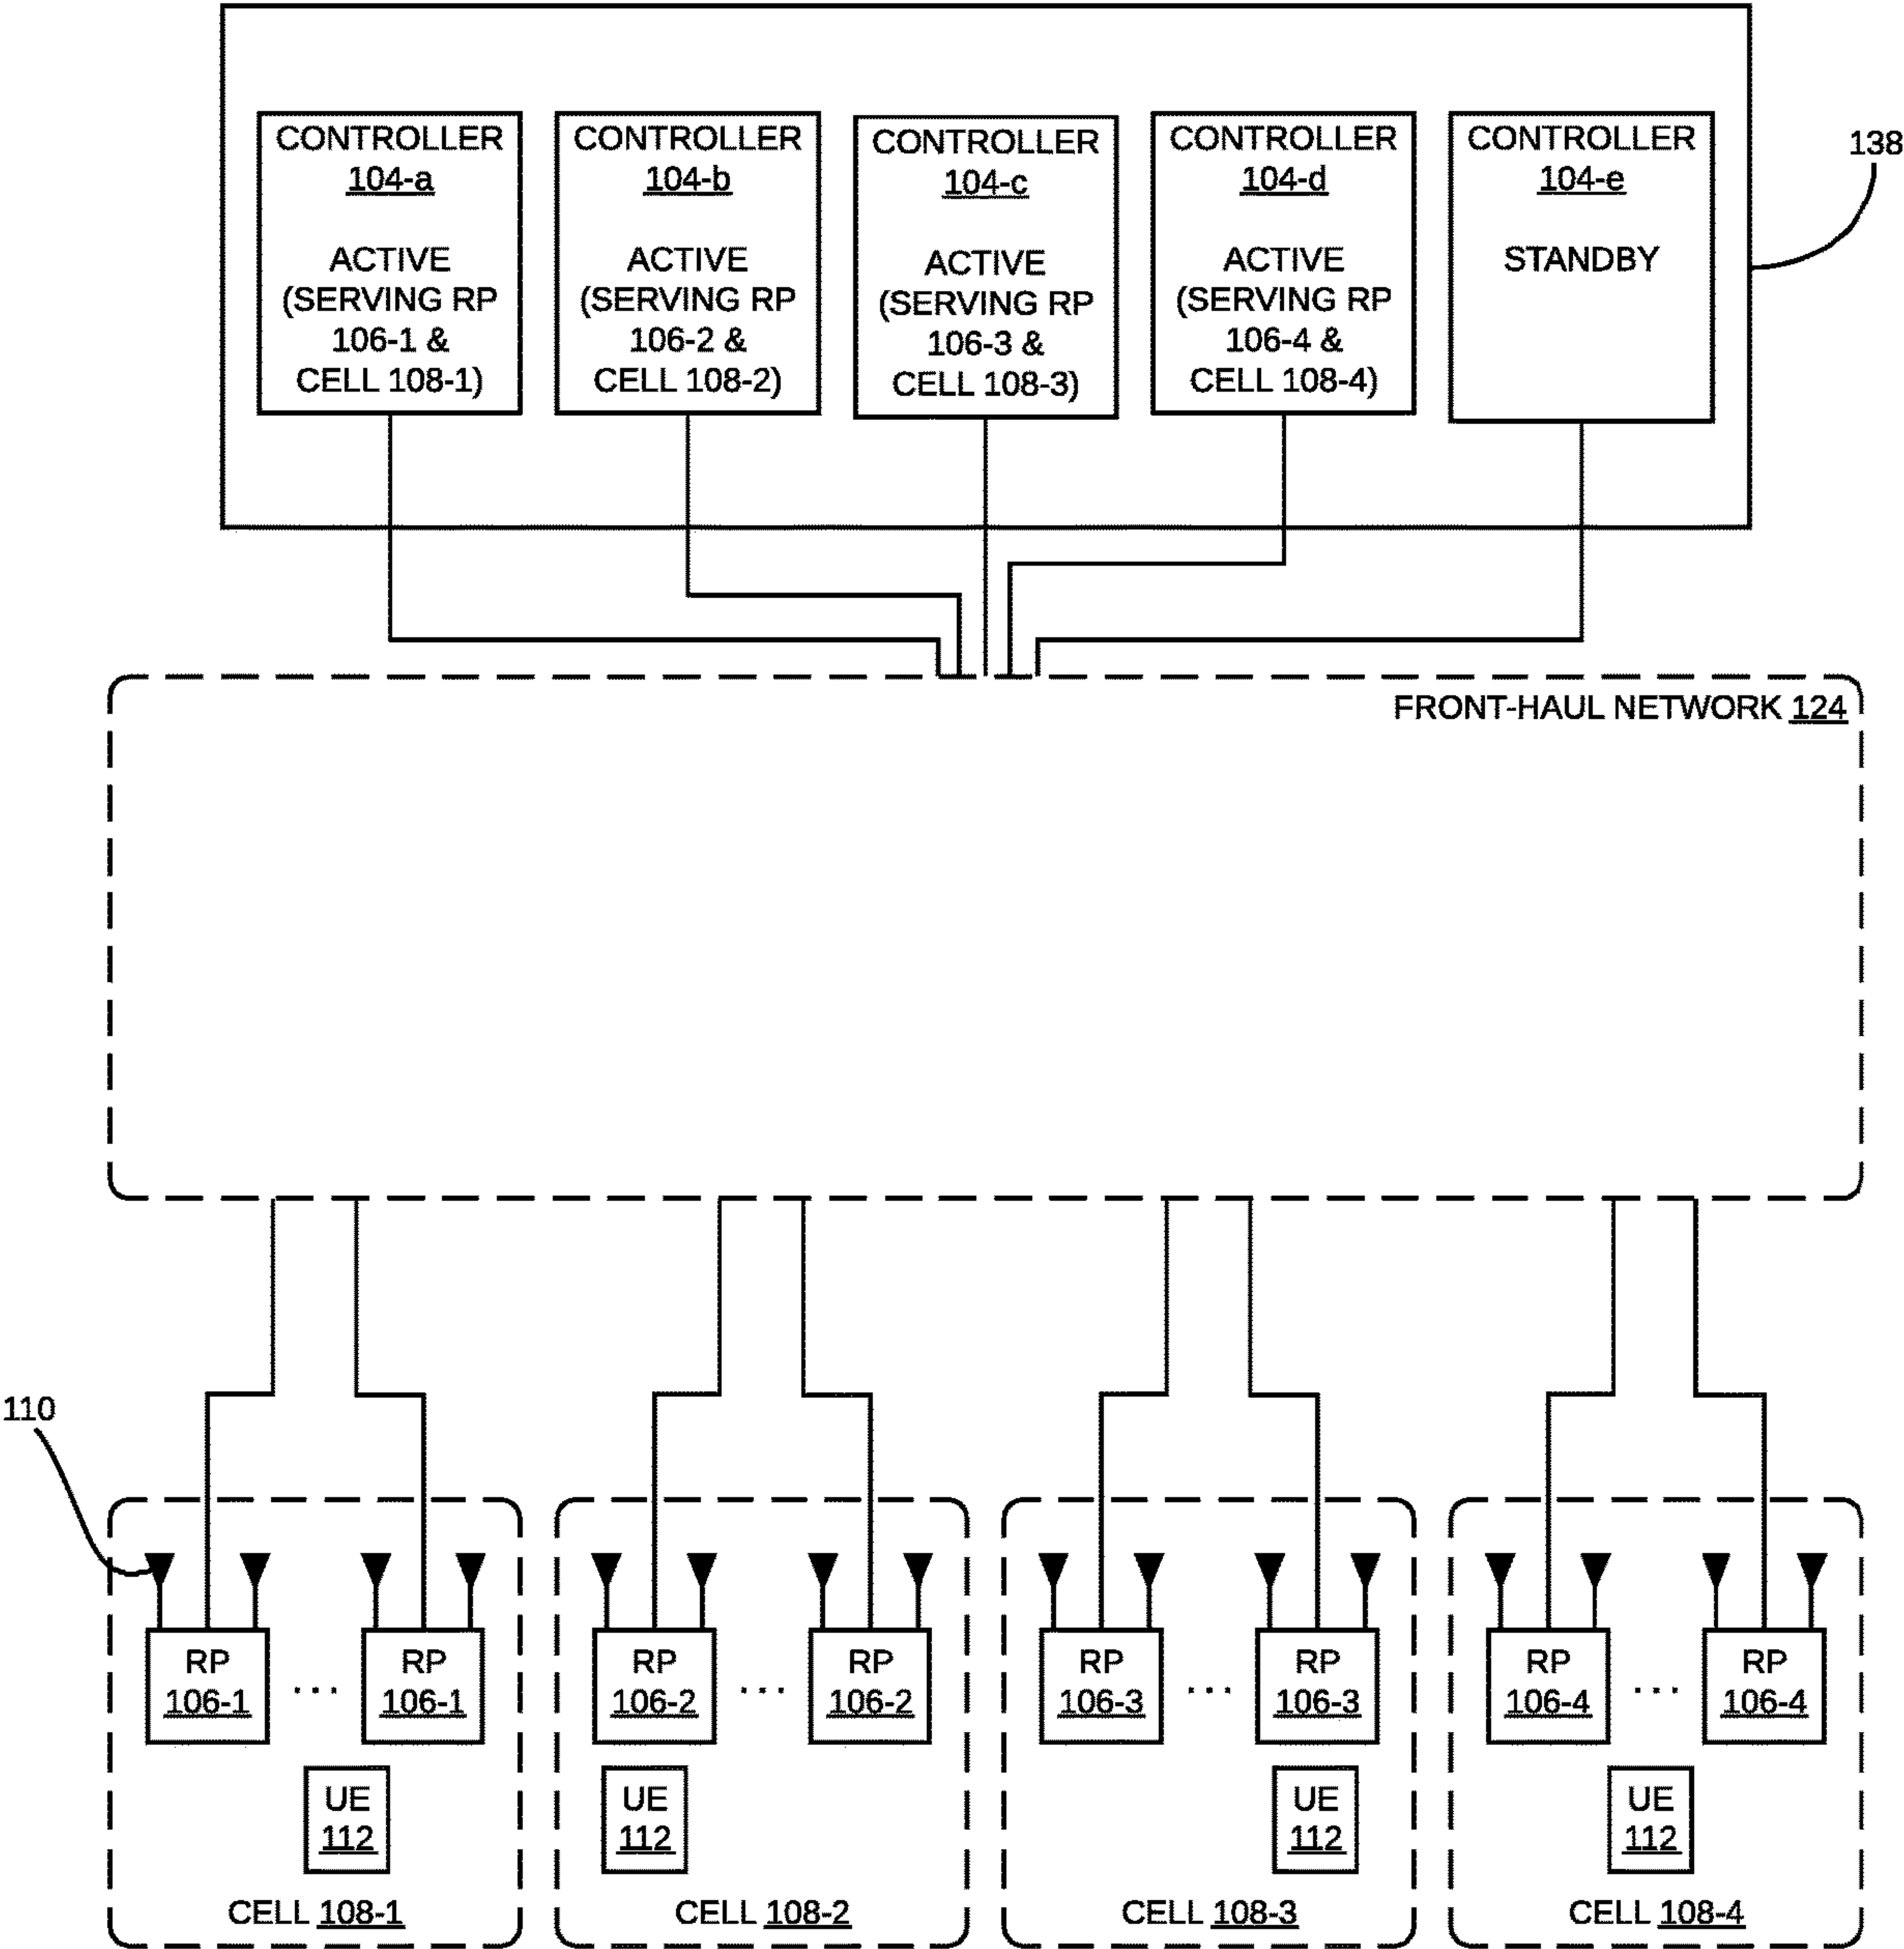 CONTROLLER
104-a
ACTIVE
(SERVING RP
106-1 &
CELL 108-1)
CONTROLLER
104-b
ACTIVE
(SERVING RP
106-2 &
CELL 108-2)
CONTROLLER
104-c
ACTIVE
(SERVING RP
106-3 &
CELL 108-3)
CONTROLLER
104-d
ACTIVE
(SERVING RP
106-4 &
CELL 108-4)
CONTROLLER
104-e
STANDBY
138
FRONT-HAUL NETWORK 124
110
RP
106-1
...
RP
106-1
UE
112
CELL 108-1
RP
106-2
...
RP
106-2
UE
112
CELL 108-2
RP
106-3
...
RP
106-3
UE
112
CELL 108-3
RP
106-4
...
RP
106-4
UE
112
CELL 108-4